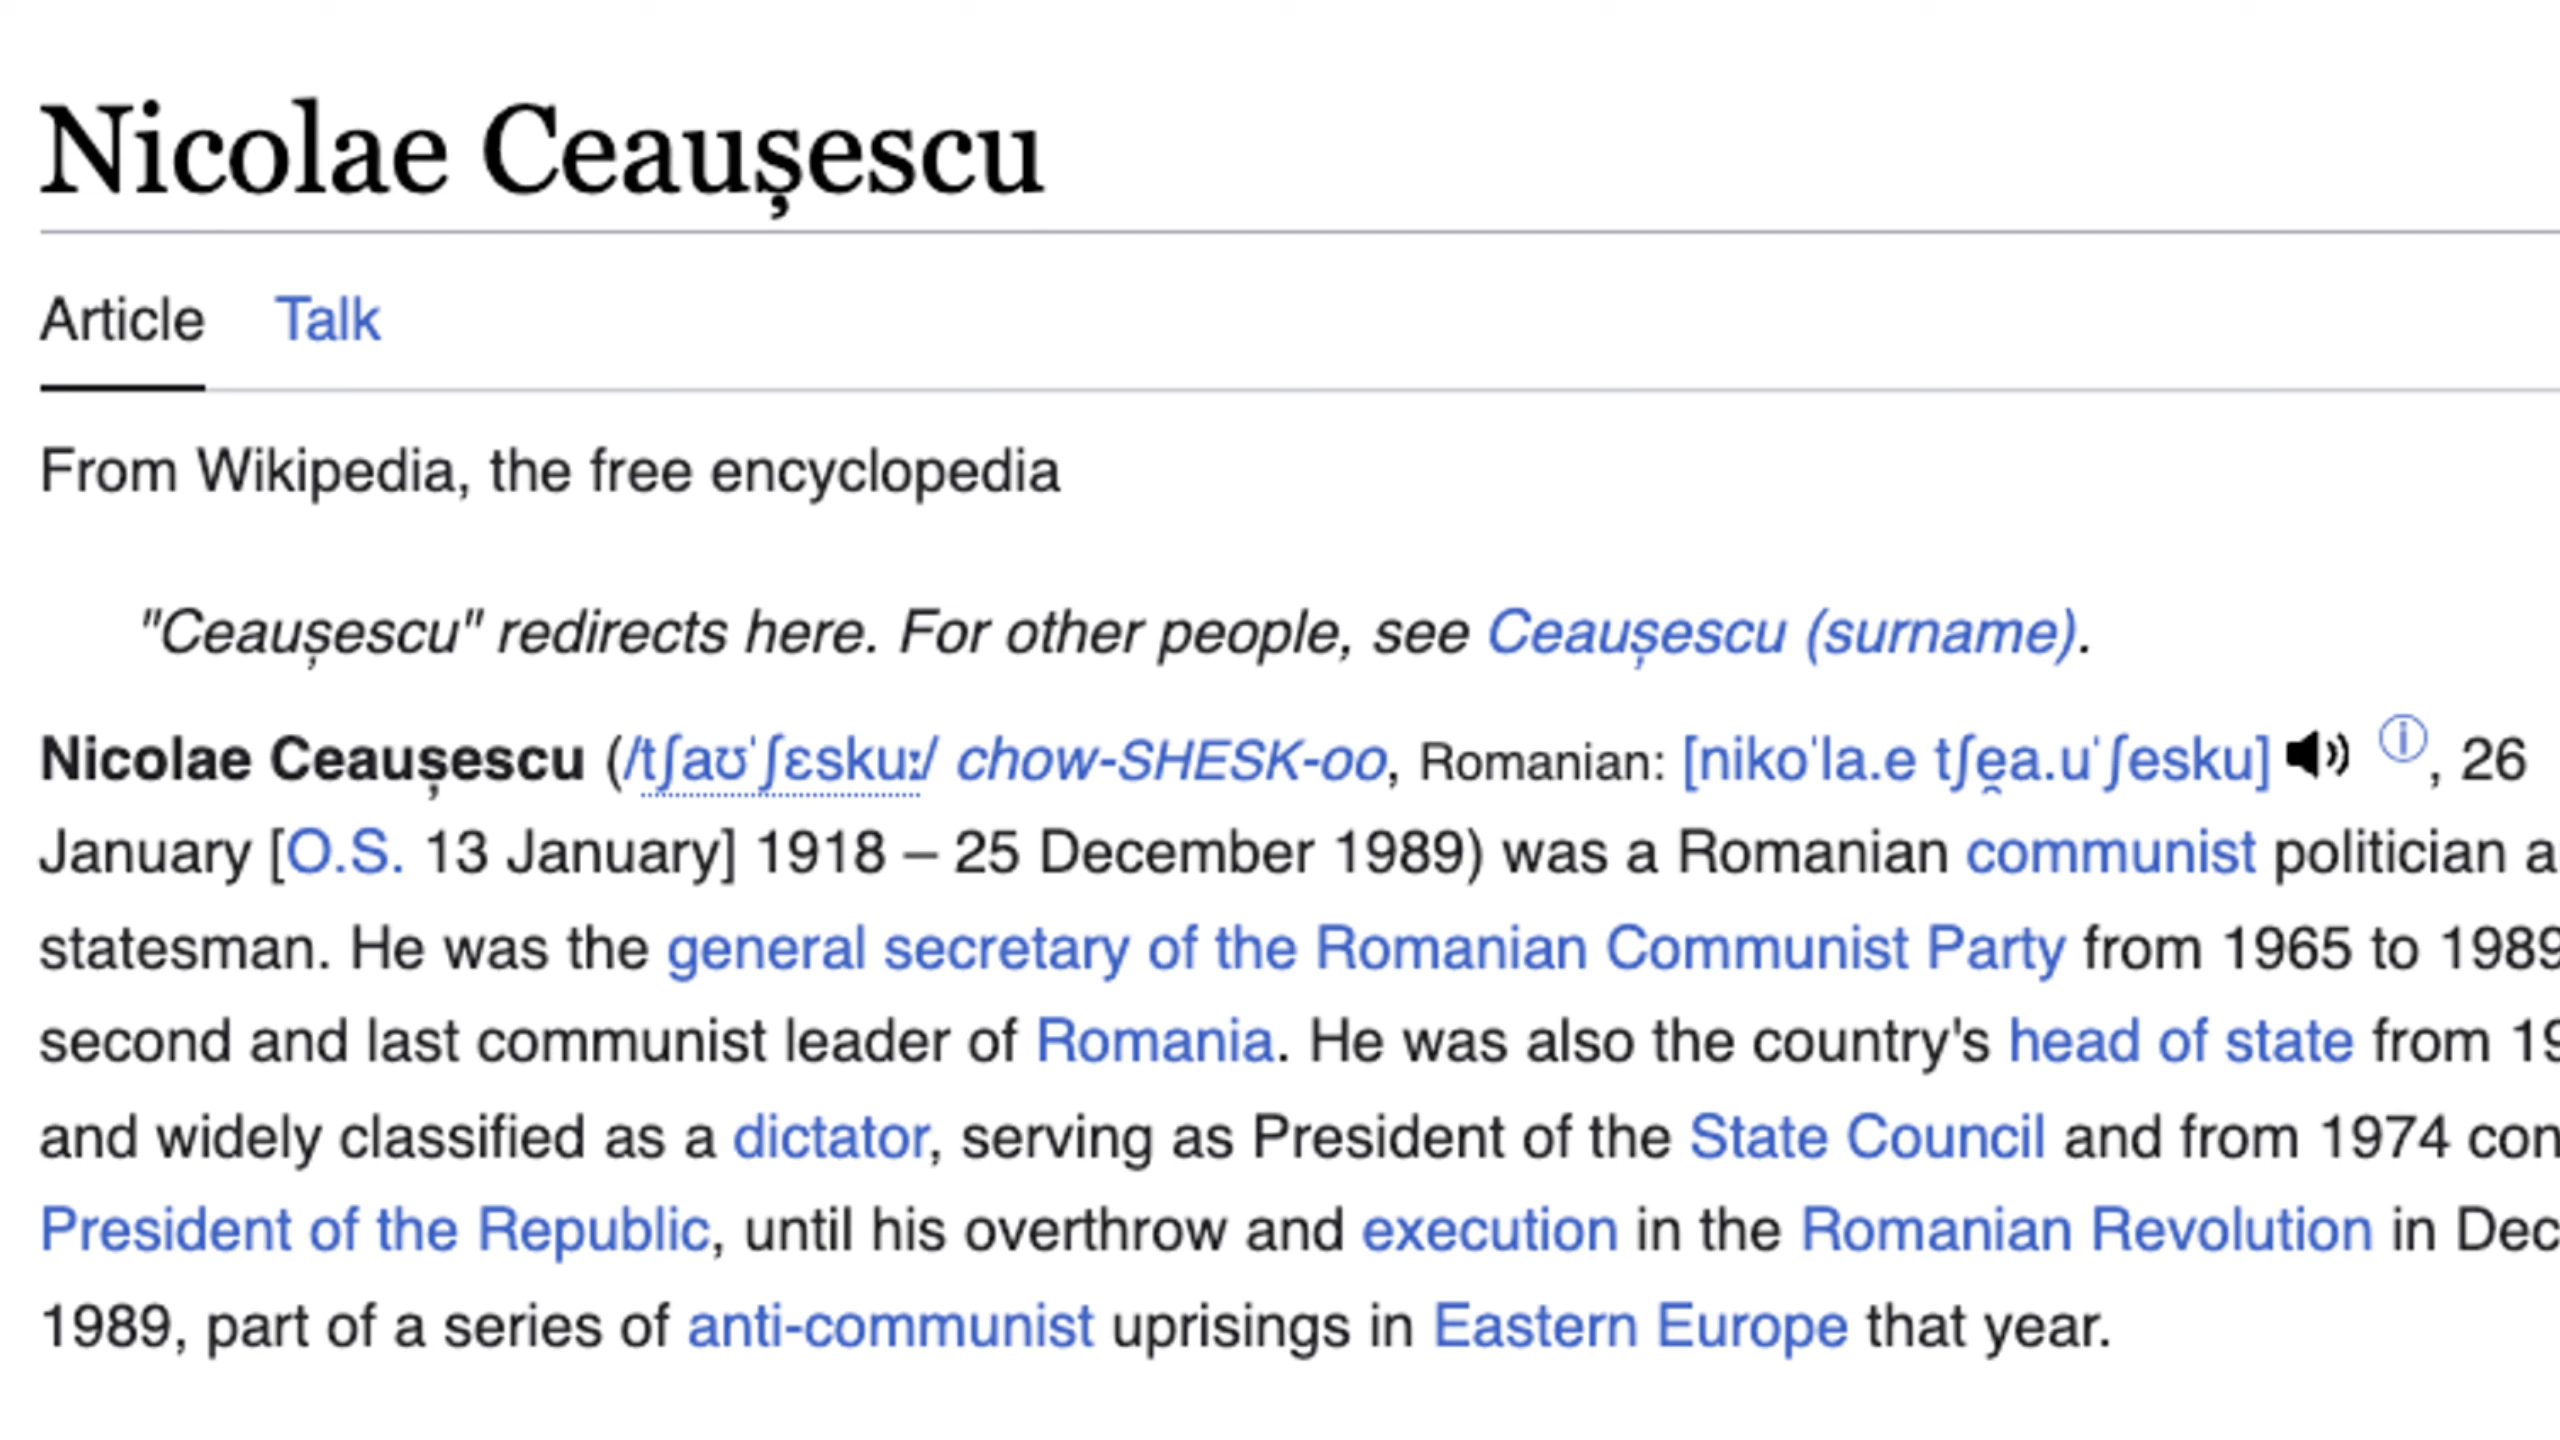 Nicolae Ceaușescu
Article Talk
From Wikipedia, the free encyclopedia
"Ceaușescu" redirects here. For other people, see Ceaușescu (surname).
Nicolae Ceaușescu (/tʃaʊˈʃɛskuː/ chow-SHESK-oo, Romanian: [nikoˈla.e tʃe̯a.uˈʃesku] , 26
January [O.S. 13 January] 1918 – 25 December 1989) was a Romanian communist politician a
statesman. He was the general secretary of the Romanian Communist Party from 1965 to 1989
second and last communist leader of Romania. He was also the country's head of state from 19
and widely classified as a dictator, serving as President of the State Council and from 1974 con
President of the Republic, until his overthrow and execution in the Romanian Revolution in Dec
1989, part of a series of anti-communist uprisings in Eastern Europe that year.